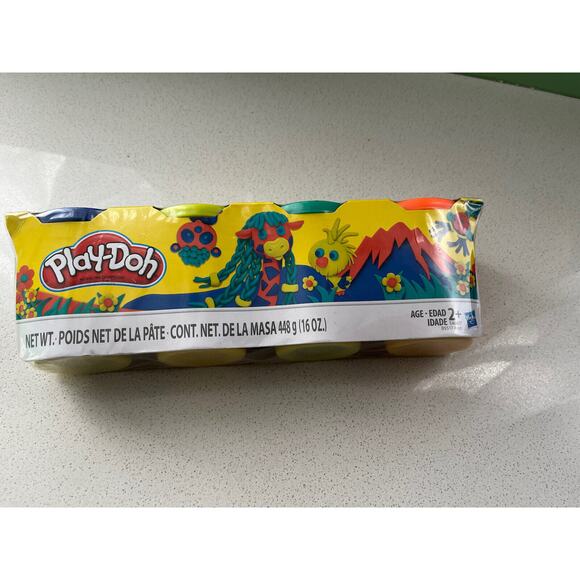 Play-Doh
NET WT. · POIDS NET DE LA PÂTE · CONT. NET. DE LA MASA 448 g (16 OZ.)
AGE · EDAD
IDADE 2+